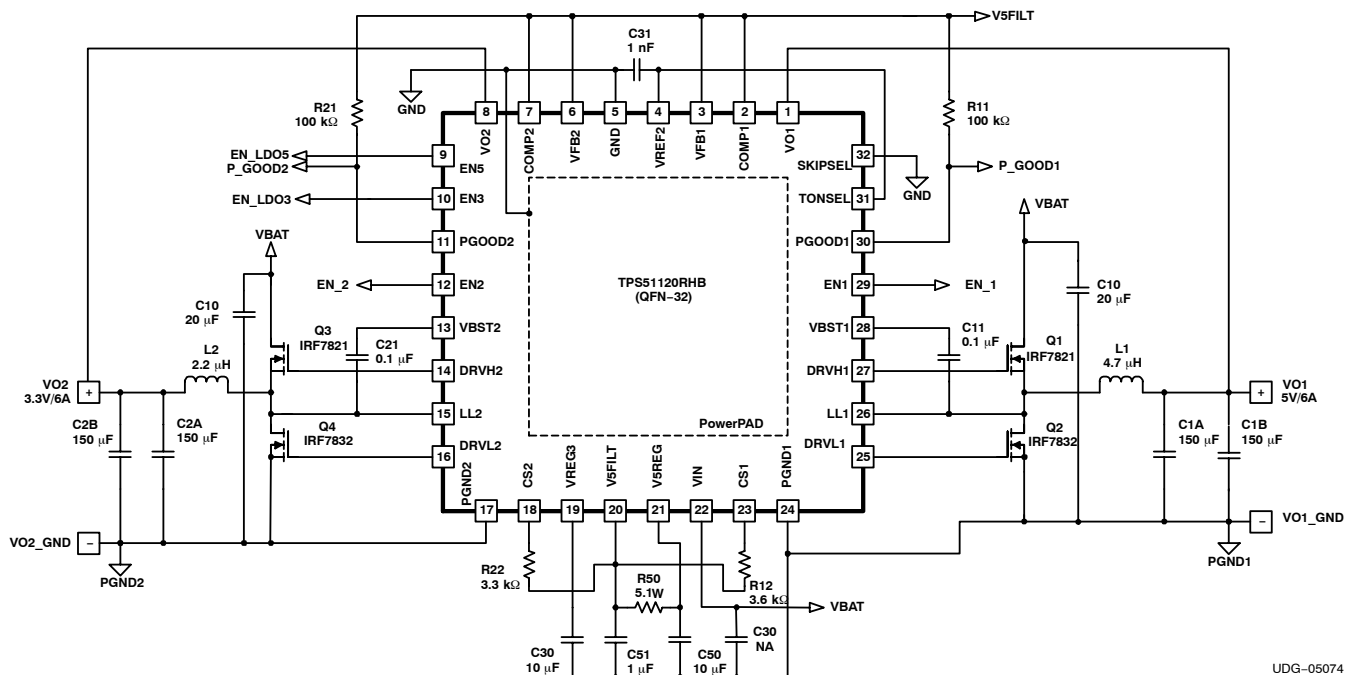 V5FILT
C31
1 nF
R21
100 kΩ
GND
R11
100 kΩ
8
7
6
5
4
3
2
1
VO2
COMP2
VFB2
GND
VREF2
VFB1
COMP1
VO1
EN_LDO5
9
EN5
P_GOOD2
32
SKIPSEL
GND
P_GOOD1
EN_LDO3
10
EN3
TONSEL
31
VBAT
VBAT
11
PGOOD2
PGOOD1
30
TPS51120RHB
(QFN-32)
EN_2
12
EN2
EN1
29
EN_1
C10
20 μF
C10
20 μF
13
VBST2
VBST1
28
Q3
IRF7821
C21
0.1 μF
C11
0.1 μF
Q1
IRF7821
L2
2.2 μH
14
DRVH2
DRVH1
27
L1
4.7 μH
VO2
3.3V/6A
+
+
VO1
5V/6A
15
LL2
LL1
26
PowerPAD
C2B
150 μF
C2A
150 μF
Q4
IRF7832
16
DRVL2
DRVL1
25
Q2
IRF7832
C1A
150 μF
C1B
150 μF
PGND2
CS2
VREG3
V5FILT
V5REG
VIN
CS1
PGND1
17
18
19
20
21
22
23
24
VO2_GND
–
–
VO1_GND
PGND2
PGND1
R22
3.3 kΩ
R50
5.1W
R12
3.6 kΩ
VBAT
C30
10 μF
C51
1 μF
C50
10 μF
C30
NA
UDG–05074